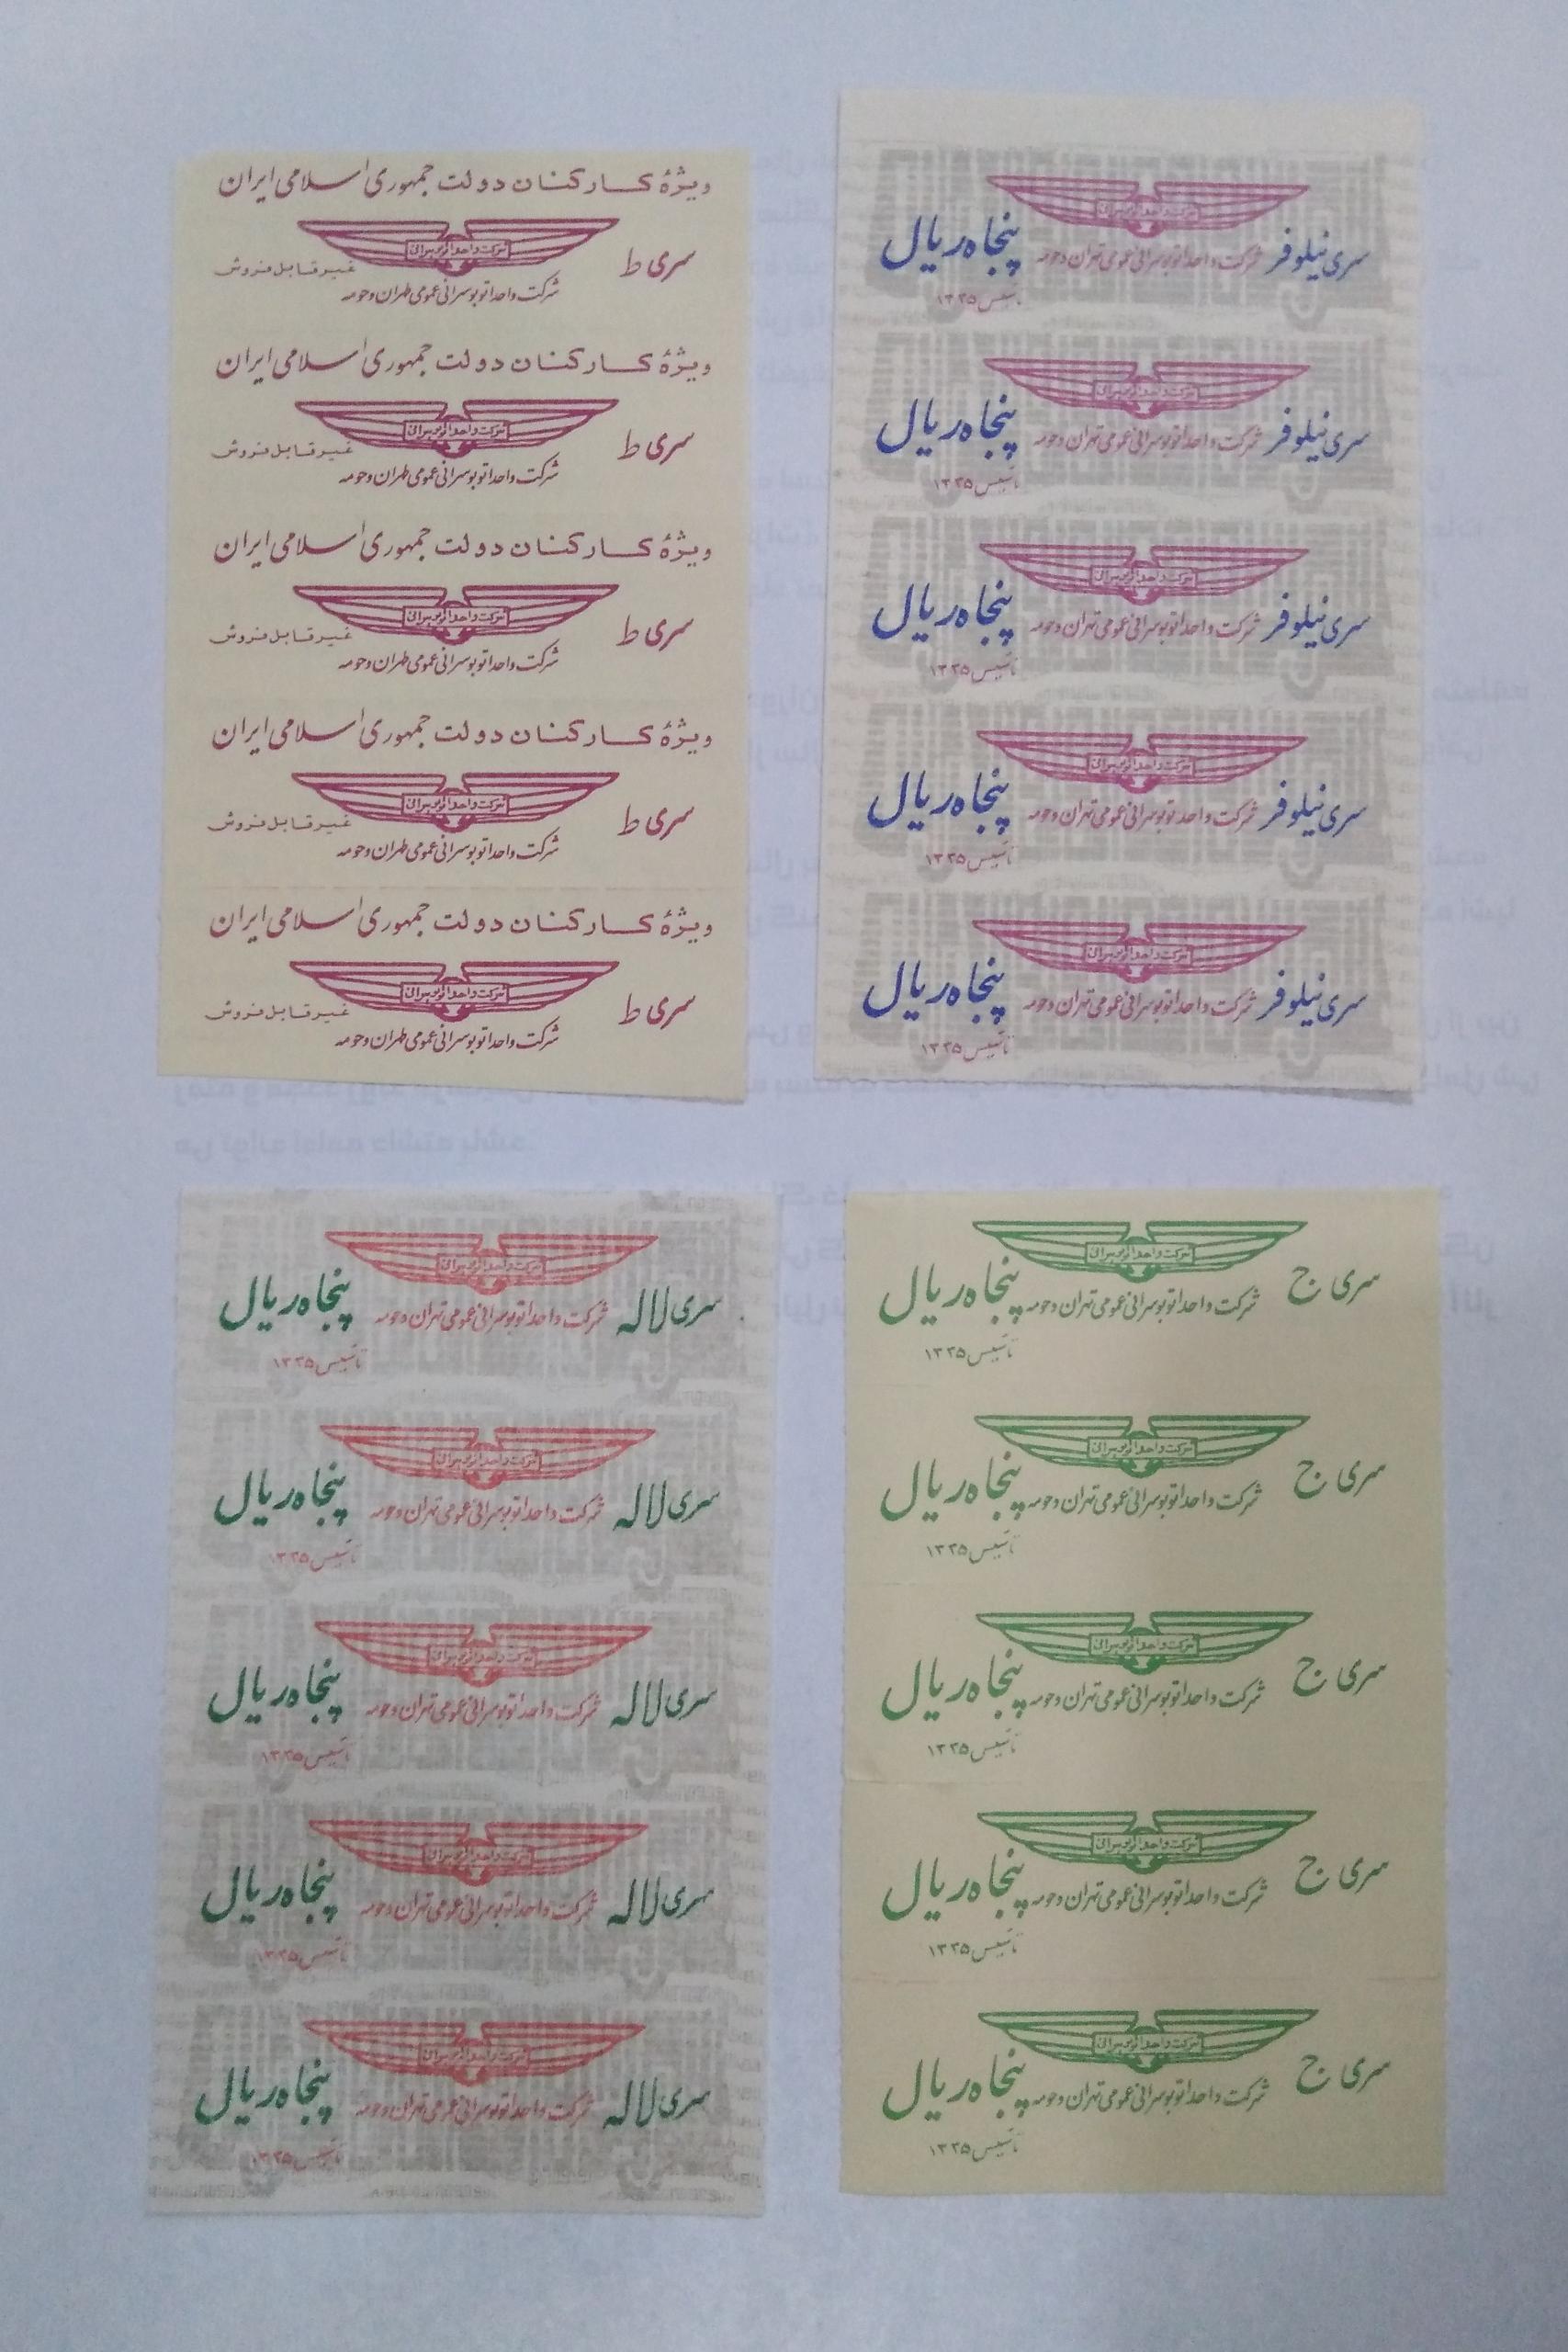 ویژهٔ کارکنان دولت جمهوری اسلامی ایران
شرکت واحد اتوبوسرانی
سری ط
غیر قابل فروش
شرکت واحد اتوبوسرانی عمومی طهران و حومه
ویژهٔ کارکنان دولت جمهوری اسلامی ایران
شرکت واحد اتوبوسرانی
سری ط
غیر قابل فروش
شرکت واحد اتوبوسرانی عمومی طهران و حومه
ویژهٔ کارکنان دولت جمهوری اسلامی ایران
شرکت واحد اتوبوسرانی
سری ط
غیر قابل فروش
شرکت واحد اتوبوسرانی عمومی طهران و حومه
ویژهٔ کارکنان دولت جمهوری اسلامی ایران
شرکت واحد اتوبوسرانی
سری ط
غیر قابل فروش
شرکت واحد اتوبوسرانی عمومی طهران و حومه
ویژهٔ کارکنان دولت جمهوری اسلامی ایران
شرکت واحد اتوبوسرانی
سری ط
غیر قابل فروش
شرکت واحد اتوبوسرانی عمومی طهران و حومه
شرکت واحد اتوبوسرانی
سری نیلوفر شرکت واحد اتوبوسرانی عمومی تهران و حومه پنجاه ریال
تأسیس ۱۳۳۵
شرکت واحد اتوبوسرانی
سری نیلوفر شرکت واحد اتوبوسرانی عمومی تهران و حومه پنجاه ریال
تأسیس ۱۳۳۵
شرکت واحد اتوبوسرانی
سری نیلوفر شرکت واحد اتوبوسرانی عمومی تهران و حومه پنجاه ریال
تأسیس ۱۳۳۵
شرکت واحد اتوبوسرانی
سری نیلوفر شرکت واحد اتوبوسرانی عمومی تهران و حومه پنجاه ریال
تأسیس ۱۳۳۵
شرکت واحد اتوبوسرانی
سری نیلوفر شرکت واحد اتوبوسرانی عمومی تهران و حومه پنجاه ریال
تأسیس ۱۳۳۵
شرکت واحد اتوبوسرانی
سری لاله شرکت واحد اتوبوسرانی عمومی تهران و حومه پنجاه ریال
تأسیس ۱۳۳۵
شرکت واحد اتوبوسرانی
سری لاله شرکت واحد اتوبوسرانی عمومی تهران و حومه پنجاه ریال
تأسیس ۱۳۳۵
شرکت واحد اتوبوسرانی
سری لاله شرکت واحد اتوبوسرانی عمومی تهران و حومه پنجاه ریال
تأسیس ۱۳۳۵
شرکت واحد اتوبوسرانی
سری لاله شرکت واحد اتوبوسرانی عمومی تهران و حومه پنجاه ریال
تأسیس ۱۳۳۵
شرکت واحد اتوبوسرانی
سری لاله شرکت واحد اتوبوسرانی عمومی تهران و حومه پنجاه ریال
تأسیس ۱۳۳۵
شرکت واحد اتوبوسرانی
سری ج شرکت واحد اتوبوسرانی عمومی تهران و حومه پنجاه ریال
تأسیس ۱۳۳۵
شرکت واحد اتوبوسرانی
سری ج شرکت واحد اتوبوسرانی عمومی تهران و حومه پنجاه ریال
تأسیس ۱۳۳۵
شرکت واحد اتوبوسرانی
سری ج شرکت واحد اتوبوسرانی عمومی تهران و حومه پنجاه ریال
تأسیس ۱۳۳۵
شرکت واحد اتوبوسرانی
سری ج شرکت واحد اتوبوسرانی عمومی تهران و حومه پنجاه ریال
تأسیس ۱۳۳۵
شرکت واحد اتوبوسرانی
سری ج شرکت واحد اتوبوسرانی عمومی تهران و حومه پنجاه ریال
تأسیس ۱۳۳۵